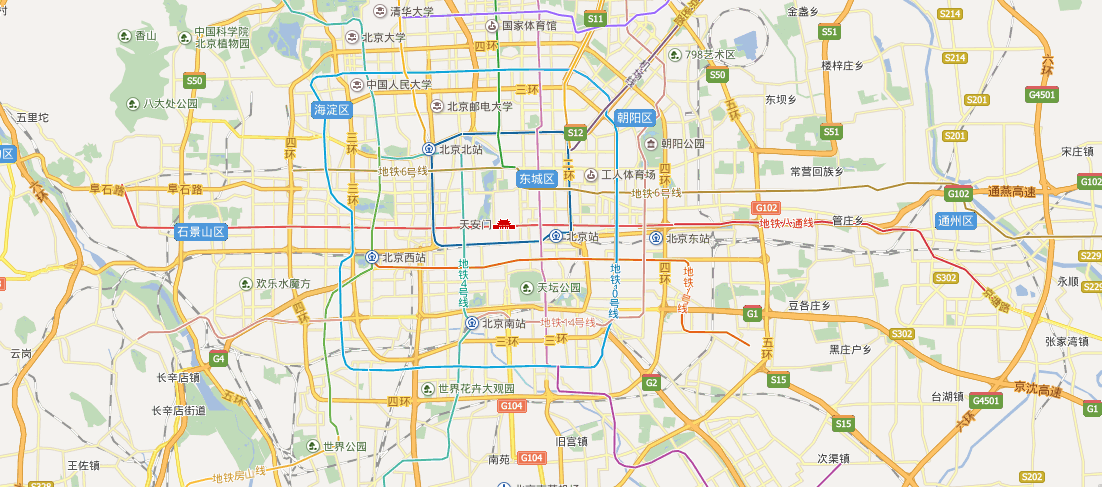 清华大学
S11
国家体育馆
金盏乡
S214
香山
中国科学院
北京植物园
北京大学
四环
S51
798艺术区
楼梓庄乡
S214
六环
S50
S50
机场线
中国人民大学
三环
G4501
八大处公园
海淀区
北京邮电大学
五环
东坝乡
S201
五里坨
朝阳区
S12
S51
S201
三环
四环
北京北站
朝阳公园
宋庄镇
二环
常营回族乡
地铁6号线
四环
六环
阜石路
阜石路
三环
东城区
工人体育场
地铁6号线
G102
通燕高速
G102
G102
天安门
地铁八通线
管庄乡
通州区
石景山区
北京站
北京东站
北京西站
S229
地铁4号线
地铁10号线
四环
地铁7号线
S302
永顺
欢乐水魔方
天坛公园
S229
京塘路
四环
豆各庄乡
G1
北京南站
地铁14号线
S302
三环
三环
五环
张家湾镇
云岗
G4
黑庄户乡
长辛店镇
G2
S15
世界花卉大观园
京沈高速
五环
四环
台湖镇
G4501
G1
长辛店街道
G104
六环
S15
世界公园
旧宫镇
王佐镇
南苑
G104
次渠镇
地铁房山线
S202